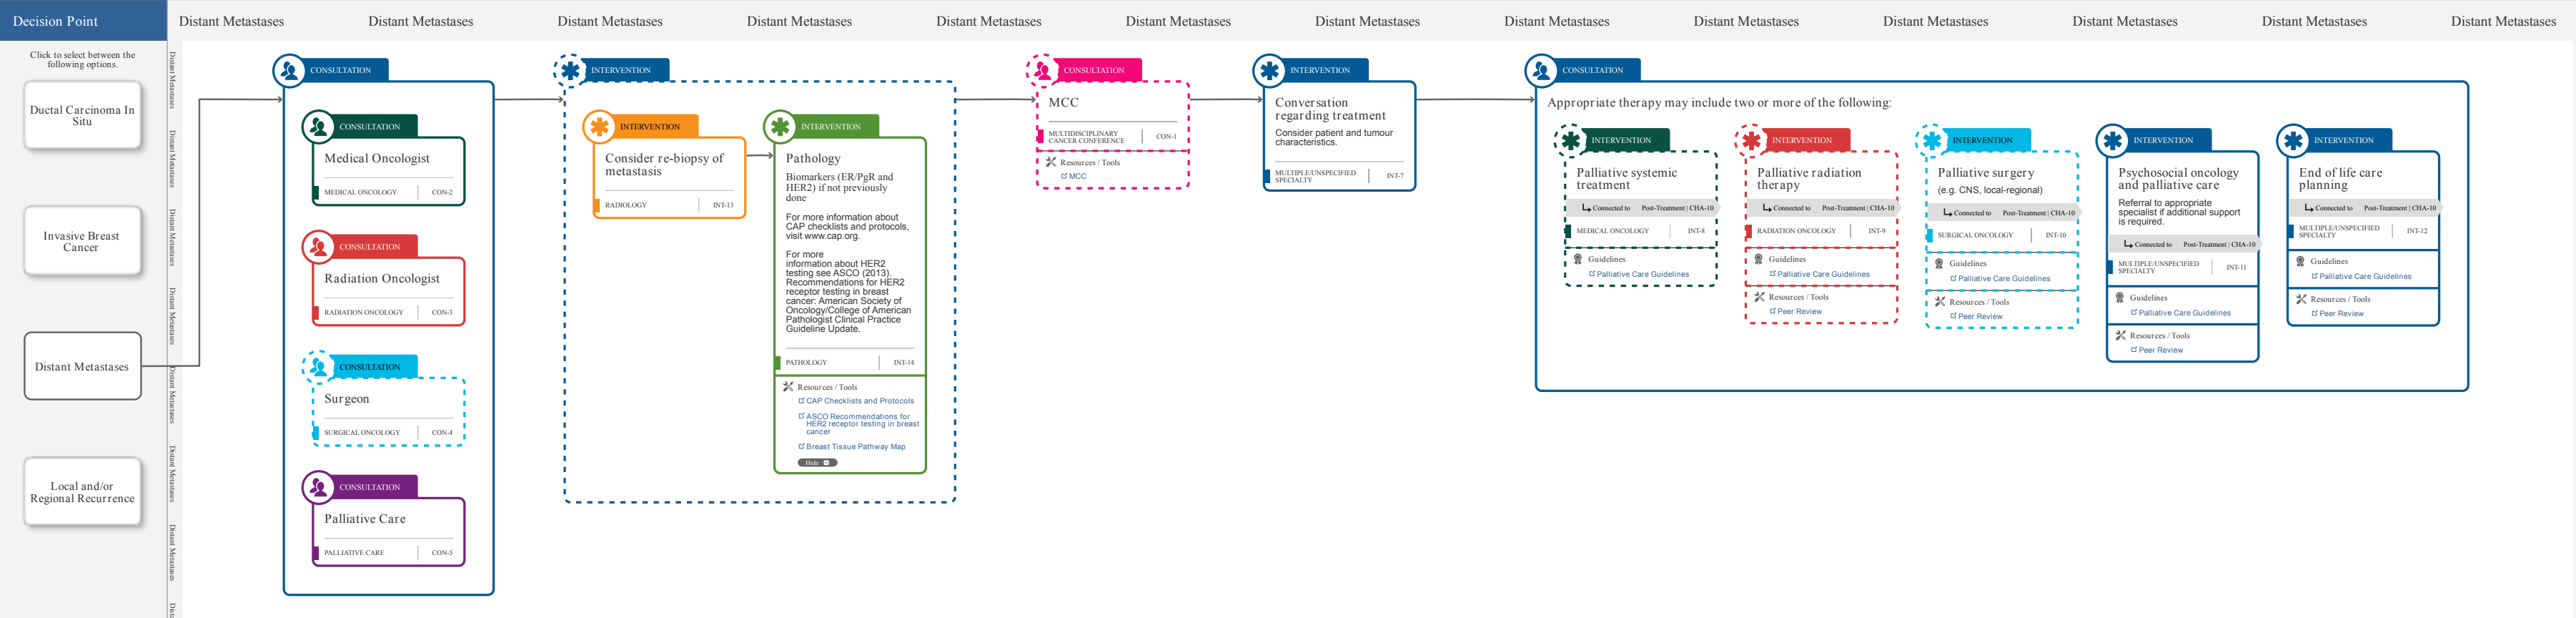 Decision Point
Distant Metastases
Distant Metastases
Distant Metastases
Distant Metastases
Distant Metastases
Distant Metastases
Distant Metastases
Distant Metastases
Distant Metastases
Distant Metastases
Distant Metastases
Distant Metastases
Distant Metastases
Click to select between the
following options.
Ductal Carcinoma In
Situ
Invasive Breast
Cancer
Distant Metastases
Local and/or
Regional Recurrence
Distant Metastases
Distant Metastases
Distant Metastases
Distant Metastases
Distant Metastases
Distant Metastases
Distant Metastases
Dista
CONSULTATION
CONSULTATION
Medical Oncologist
MEDICAL ONCOLOGY
CON-2
CONSULTATION
Radiation Oncologist
RADIATION ONCOLOGY
CON-3
CONSULTATION
Surgeon
SURGICAL ONCOLOGY
CON-4
CONSULTATION
Palliative Care
PALLIATIVE CARE
CON-5
INTERVENTION
INTERVENTION
Consider re-biopsy of
metastasis
RADIOLOGY
INT-13
INTERVENTION
Pathology
Biomarkers (ER/PgR and
HER2) if not previously
done
For more information about
CAP checklists and protocols,
visit www.cap.org.
For more
information about HER2
testing see ASCO (2013).
Recommendations for HER2
receptor testing in breast
cancer: American Society of
Oncology/College of American
Pathologist Clinical Practice
Guideline Update.
PATHOLOGY
INT-14
Resources / Tools
CAP Checklists and Protocols
ASCO Recommendations for
HER2 receptor testing in breast
cancer
Breast Tissue Pathway Map
Hide
CONSULTATION
MCC
MULTIDISCIPLINARY
CANCER CONFERENCE
CON-1
Resources / Tools
MCC
INTERVENTION
Conversation
regarding treatment
Consider patient and tumour
characteristics.
MULTIPLE/UNSPECIFIED
SPECIALTY
INT-7
CONSULTATION
Appropriate therapy may include two or more of the following:
INTERVENTION
Palliative systemic
treatment
Connected to Post-Treatment | CHA-10
MEDICAL ONCOLOGY
INT-8
Guidelines
Palliative Care Guidelines
INTERVENTION
Palliative radiation
therapy
Connected to Post-Treatment | CHA-10
RADIATION ONCOLOGY
INT-9
Guidelines
Palliative Care Guidelines
Resources / Tools
Peer Review
INTERVENTION
Palliative surgery
(e.g. CNS, local-regional)
Connected to Post-Treatment | CHA-10
SURGICAL ONCOLOGY
INT-10
Guidelines
Palliative Care Guidelines
Resources / Tools
Peer Review
INTERVENTION
Psychosocial oncology
and palliative care
Referral to appropriate
specialist if additional support
is required.
Connected to Post-Treatment | CHA-10
MULTIPLE/UNSPECIFIED
SPECIALTY
INT-11
Guidelines
Palliative Care Guidelines
Resources / Tools
Peer Review
INTERVENTION
End of life care
planning
Connected to Post-Treatment | CHA-10
MULTIPLE/UNSPECIFIED
SPECIALTY
INT-12
Guidelines
Palliative Care Guidelines
Resources / Tools
Peer Review